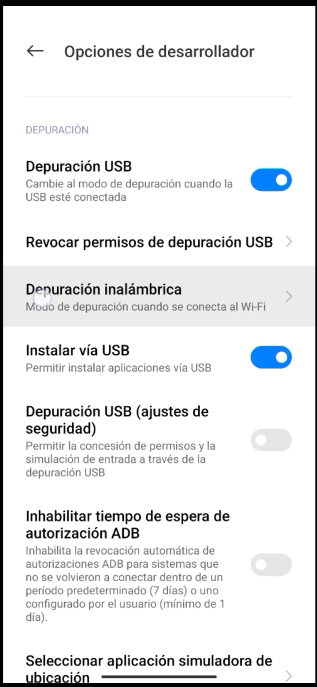 Opciones de desarrollador
DEPURACIÓN
Depuración USB
Cambie al modo de depuración cuando la
USB esté conectada
Revocar permisos de depuración USB
Depuración inalámbrica
Modo de depuración cuando se conecta al Wi-Fi
Instalar vía USB
Permitir instalar aplicaciones vía USB
Depuración USB (ajustes de
seguridad)
Permitir la concesión de permisos y la
simulación de entrada a través de la
depuración USB
Inhabilitar tiempo de espera de
autorización ADB
Inhabilita la revocación automática de
autorizaciones ADB para sistemas que
no se volvieron a conectar dentro de un
período predeterminado (7 días) o uno
configurado por el usuario (mínimo de 1
día).
Seleccionar aplicación simuladora de
ubicación